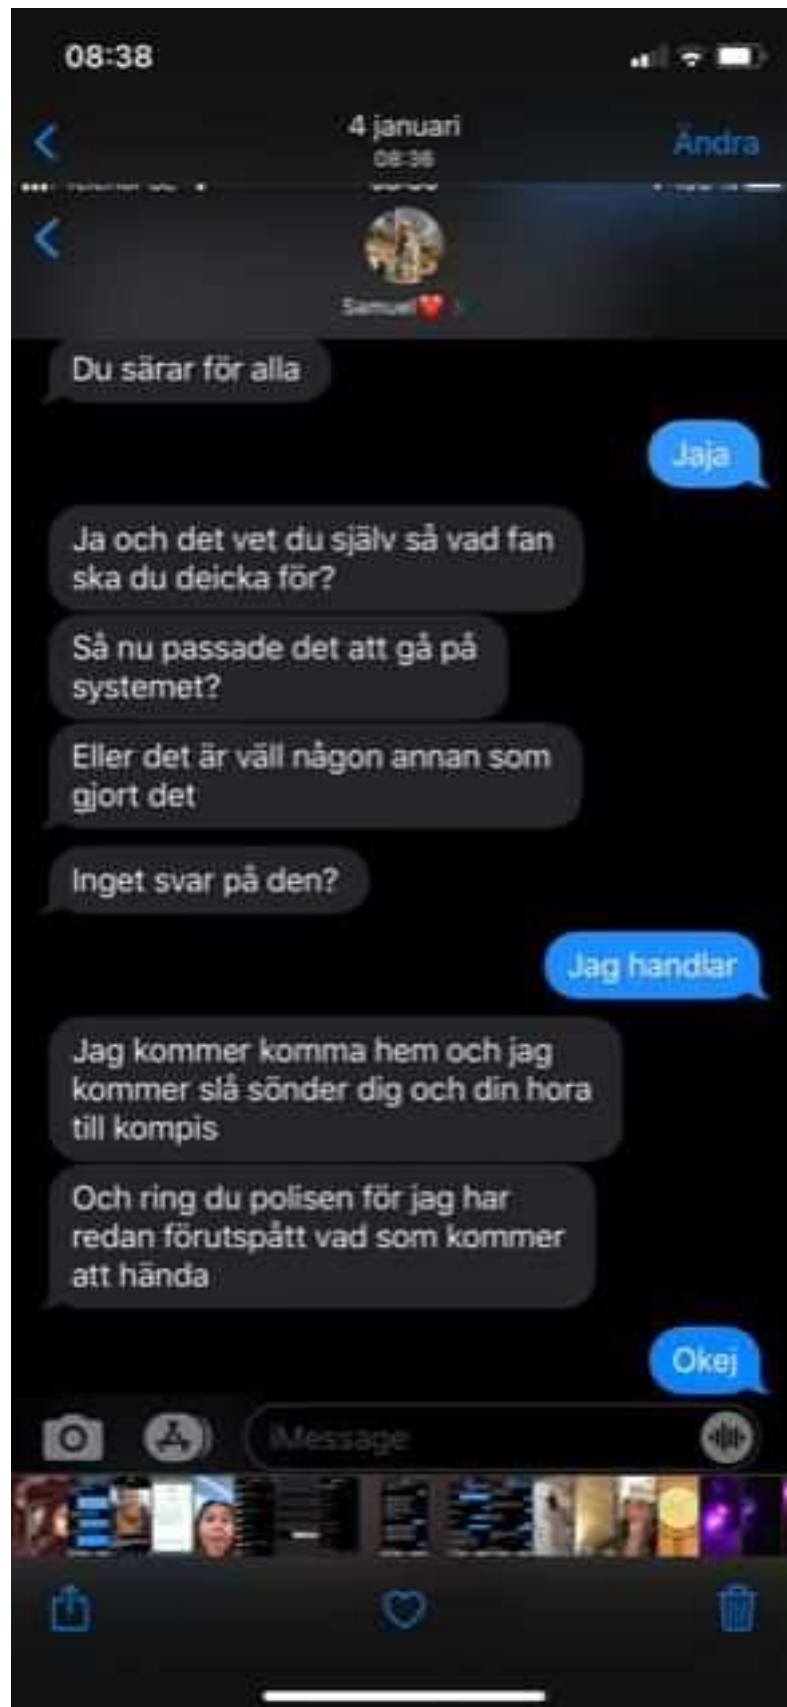 08:38
4 januari
08:36
Ändra
Samuel❤️
Du särar för alla
Jaja
Ja och det vet du själv så vad fan
ska du deicka för?
Så nu passade det att gå på
systemet?
Eller det är väll någon annan som
gjort det
Inget svar på den?
Jag handlar
Jag kommer komma hem och jag
kommer slå sönder dig och din hora
till kompis
Och ring du polisen för jag har
redan förutspått vad som kommer
att hända
Okej
iMessage